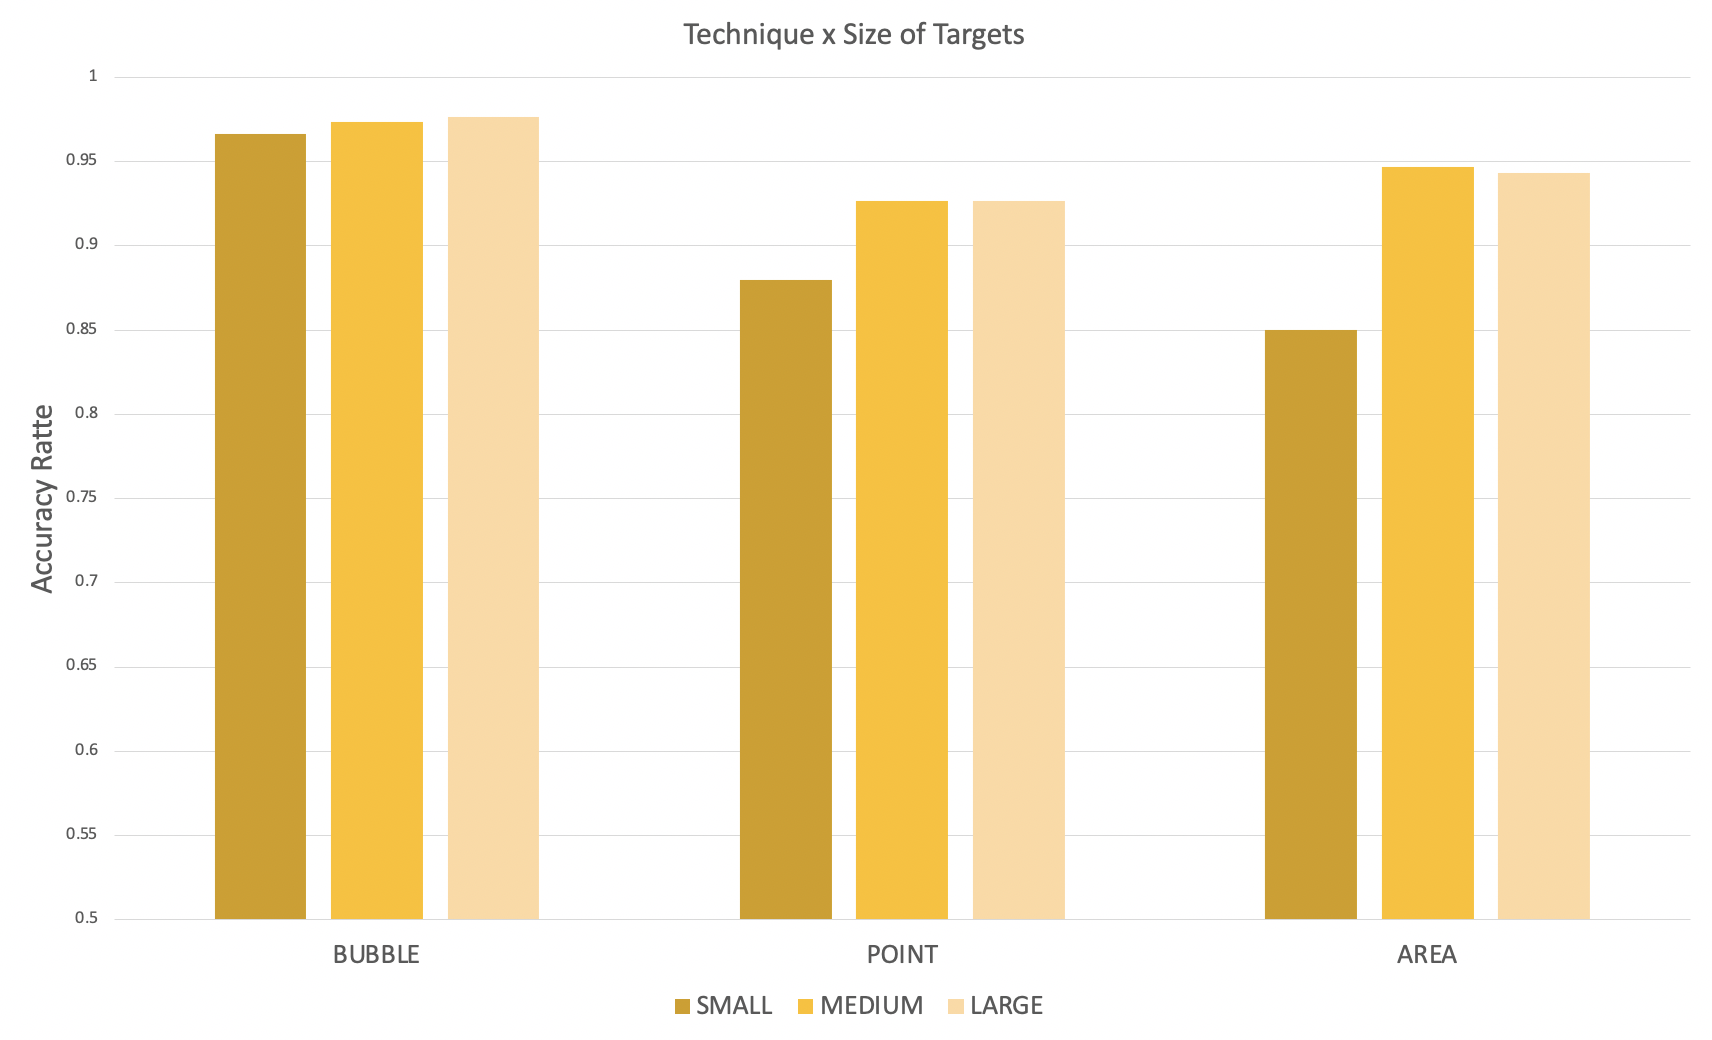 Technique x Size of Targets
1
0.95
0.9
0.85
0.8
0.75
0.7
0.65
0.6
0.55
0.5
Accuracy Ratte
BUBBLE POINT AREA
SMALL MEDIUM LARGE